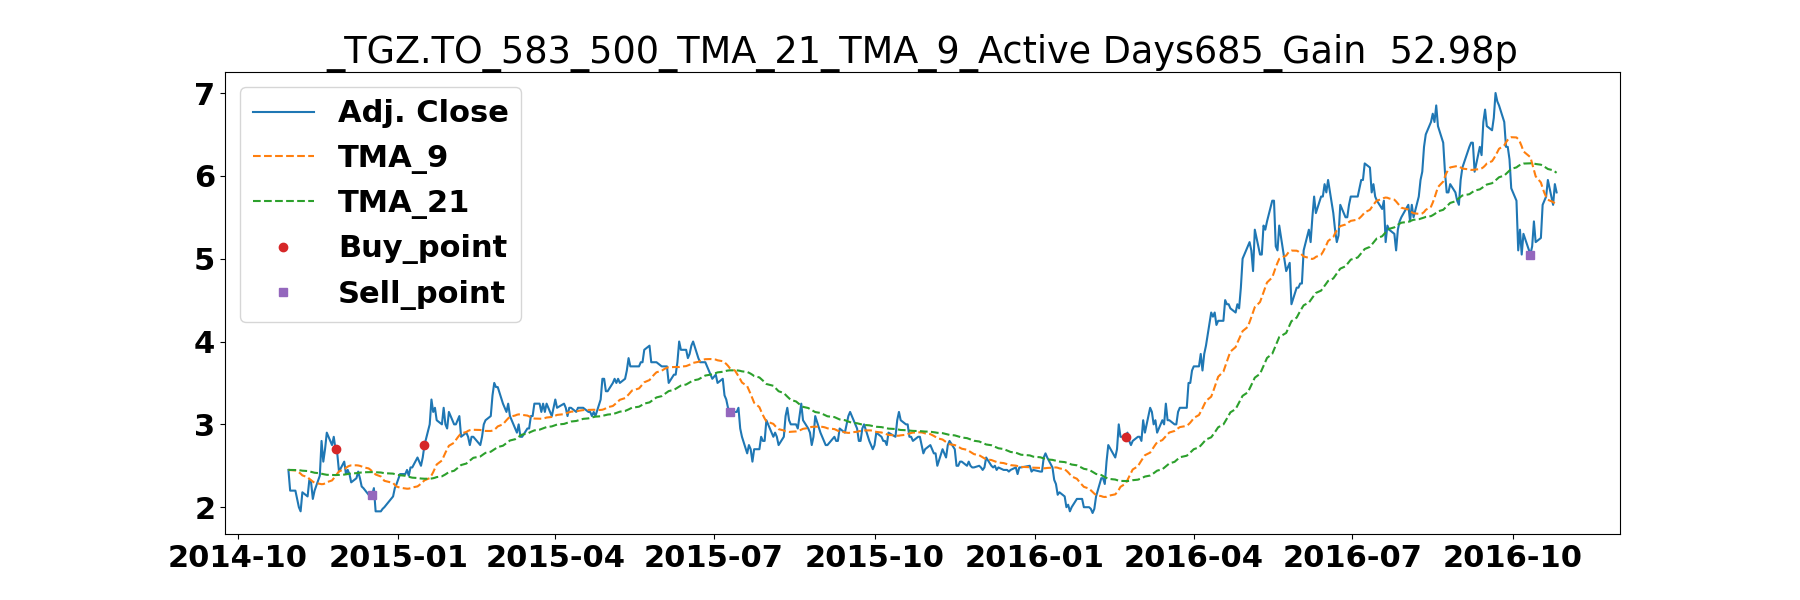 _TGZ.TO_583_500_TMA_21_TMA_9_Active Days685_Gain  52.98p
7
6
5
4
3
2
Adj. Close
TMA_9
TMA_21
Buy_point
Sell_point
2014-10 2015-01 2015-04 2015-07 2015-10 2016-01 2016-04 2016-07 2016-10